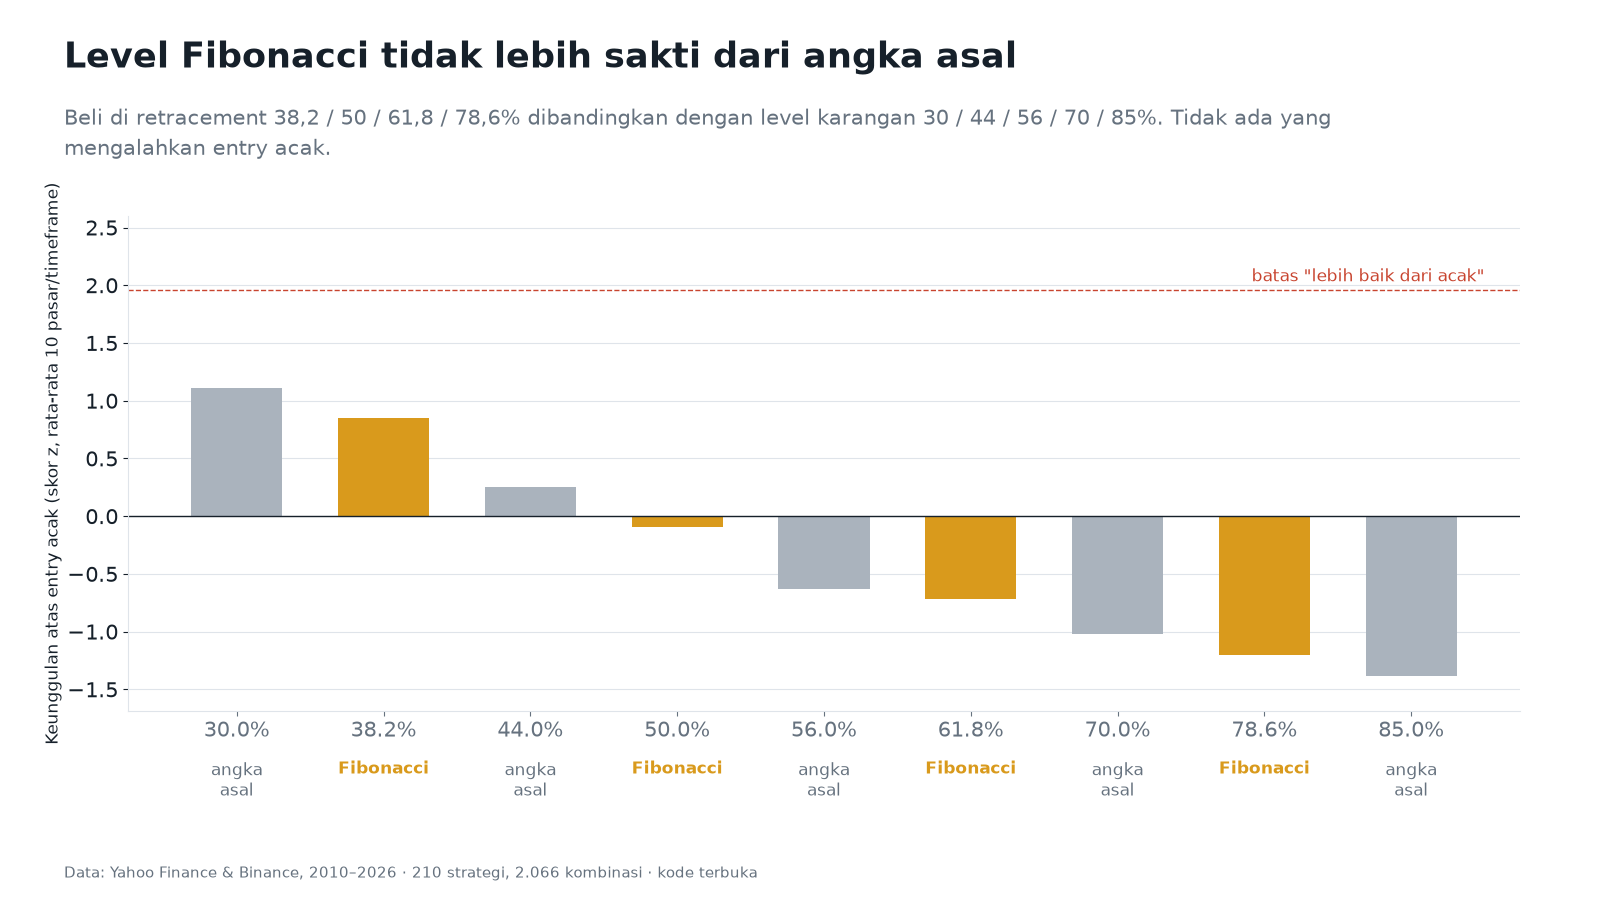 Level Fibonacci tidak lebih sakti dari angka asal
Beli di retracement 38,2 / 50 / 61,8 / 78,6% dibandingkan dengan level karangan 30 / 44 / 56 / 70 / 85%. Tidak ada yang
mengalahkan entry acak.
Keunggulan atas entry acak (skor z, rata-rata 10 pasar/timeframe)
2.5
2.0
1.5
1.0
0.5
0.0
−0.5
−1.0
−1.5
batas "lebih baik dari acak"
30.0%
38.2%
44.0%
50.0%
56.0%
61.8%
70.0%
78.6%
85.0%
angka
asal
Fibonacci
angka
asal
Fibonacci
angka
asal
Fibonacci
angka
asal
Fibonacci
angka
asal
Data: Yahoo Finance & Binance, 2010–2026 · 210 strategi, 2.066 kombinasi · kode terbuka